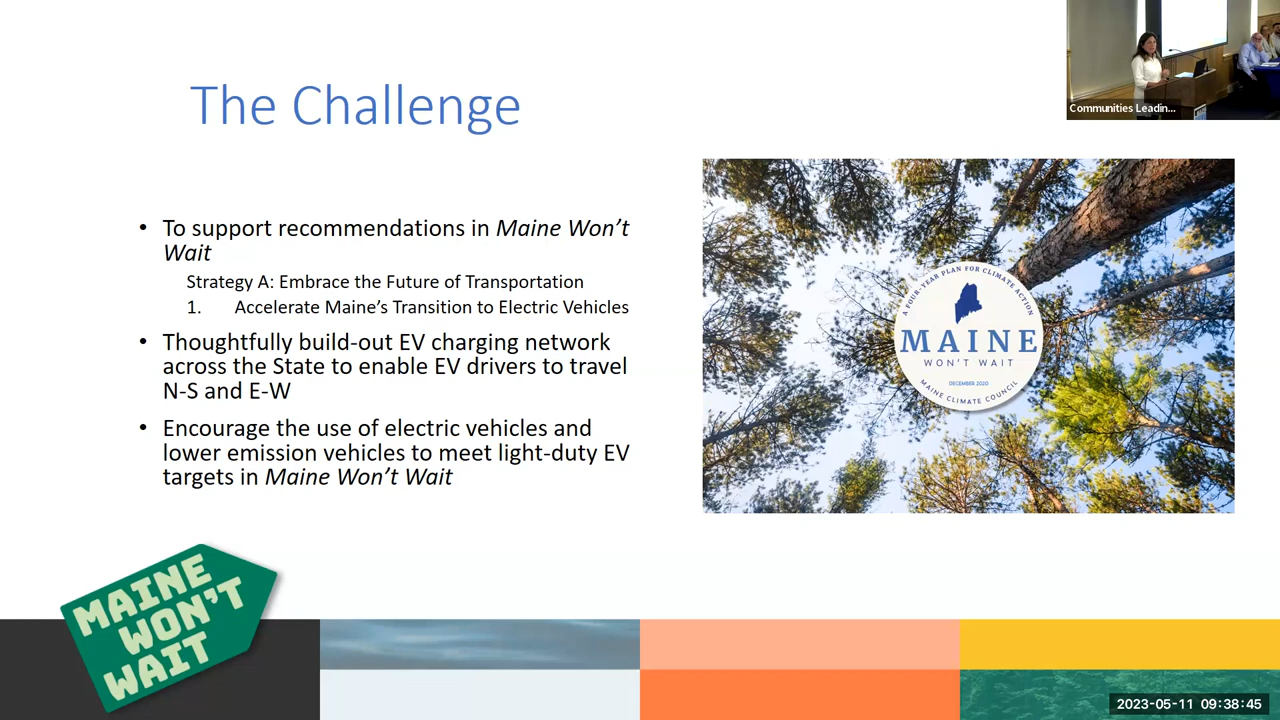 Communities Leadin...
The Challenge
• To support recommendations in Maine Won’t
Wait
Strategy A: Embrace the Future of Transportation
1. Accelerate Maine’s Transition to Electric Vehicles
• Thoughtfully build-out EV charging network
across the State to enable EV drivers to travel
N-S and E-W
• Encourage the use of electric vehicles and
lower emission vehicles to meet light-duty EV
targets in Maine Won’t Wait
A FOUR-YEAR PLAN FOR CLIMATE ACTION
MAINE
WON’T WAIT
DECEMBER 2020
MAINE CLIMATE COUNCIL
MAINE
WON’T
WAIT
2023-05-11 09:38:45